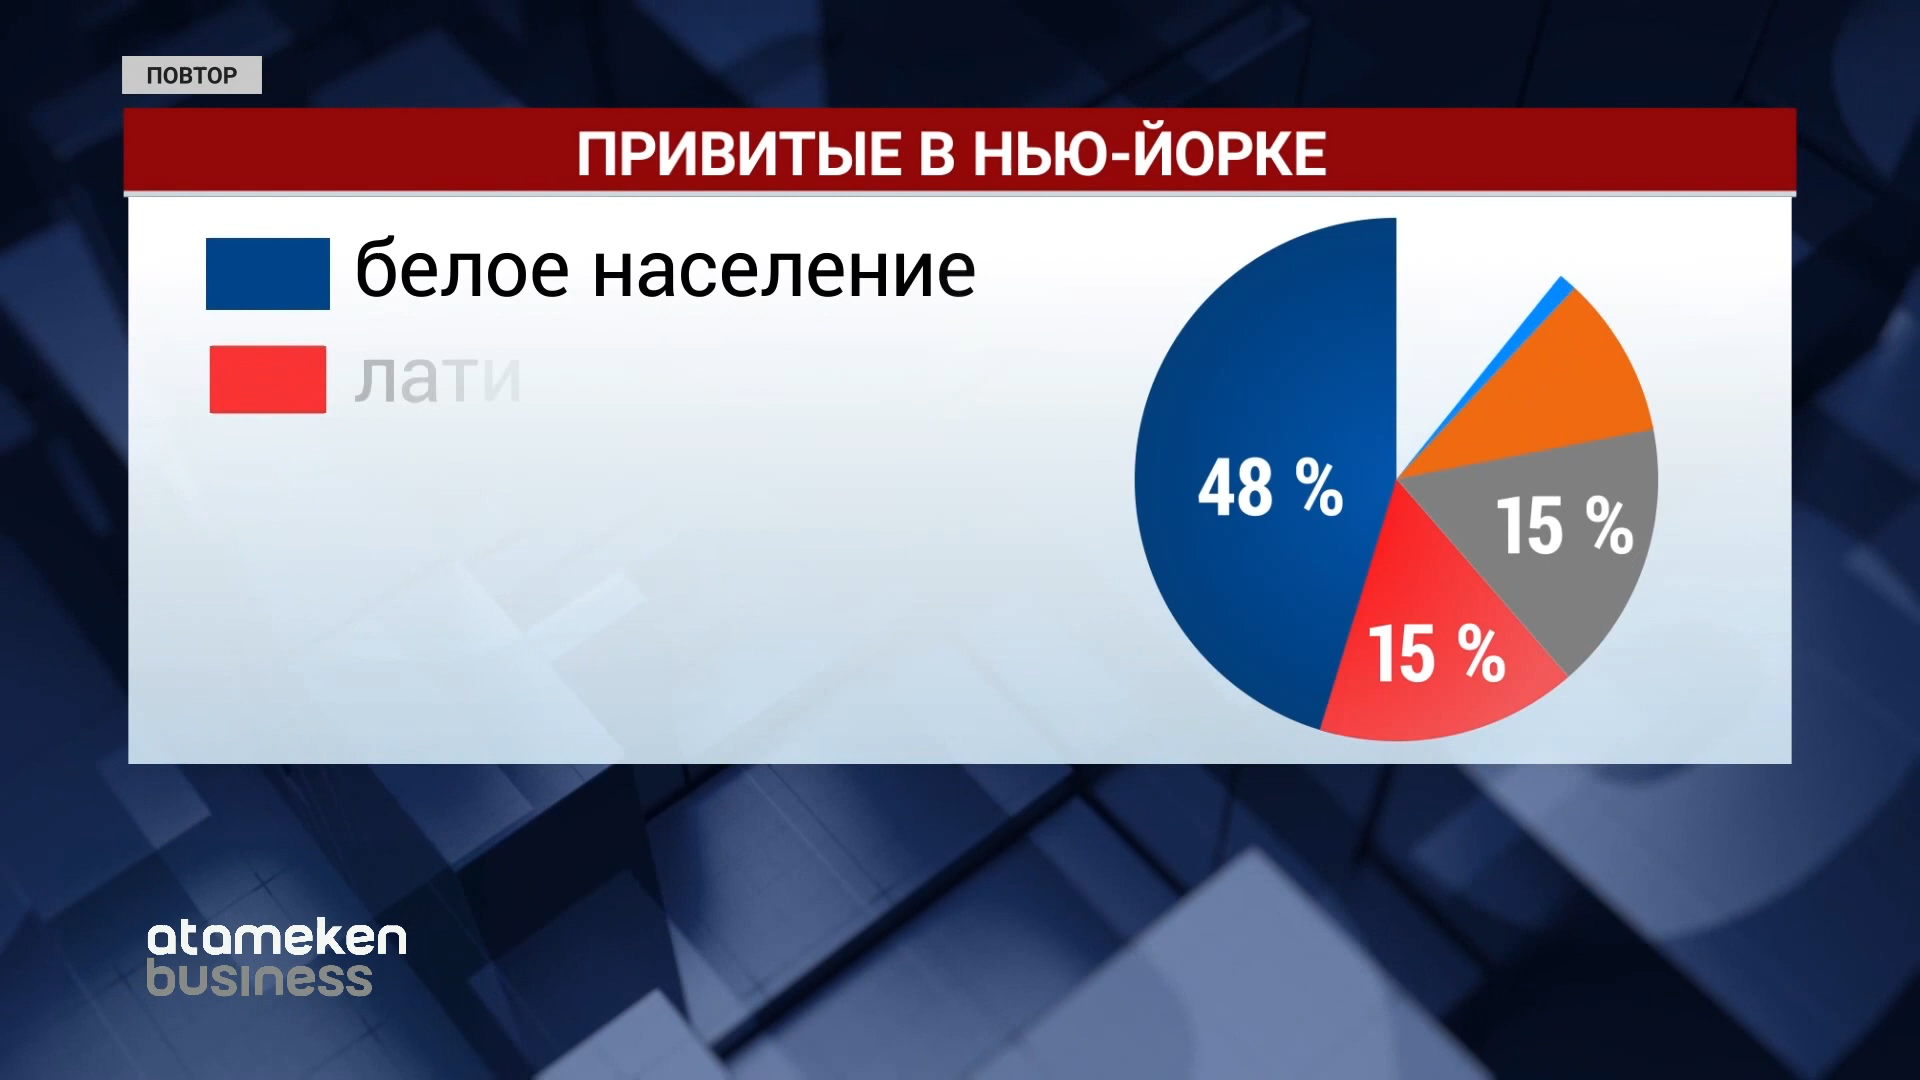 ПОВТОР
ПРИВИТЫЕ В НЬЮ-ЙОРКЕ
белое население
лати
48 %
15 %
15 %
atameken
business